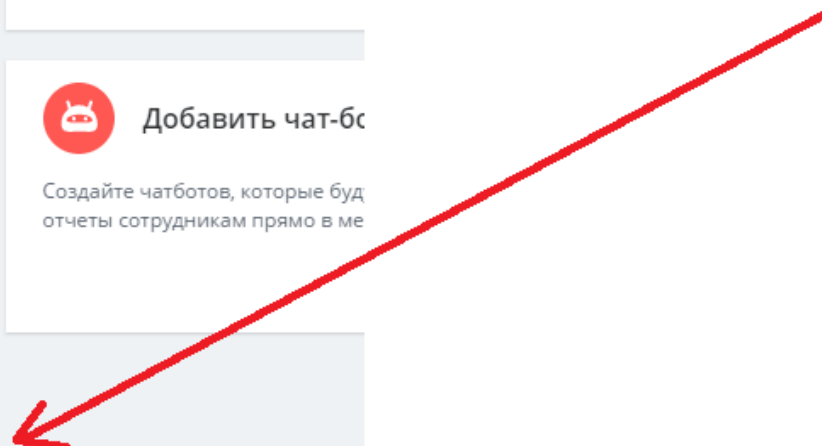 Добавить чат-бо
Создайте чатботов, которые буд
отчеты сотрудникам прямо в ме